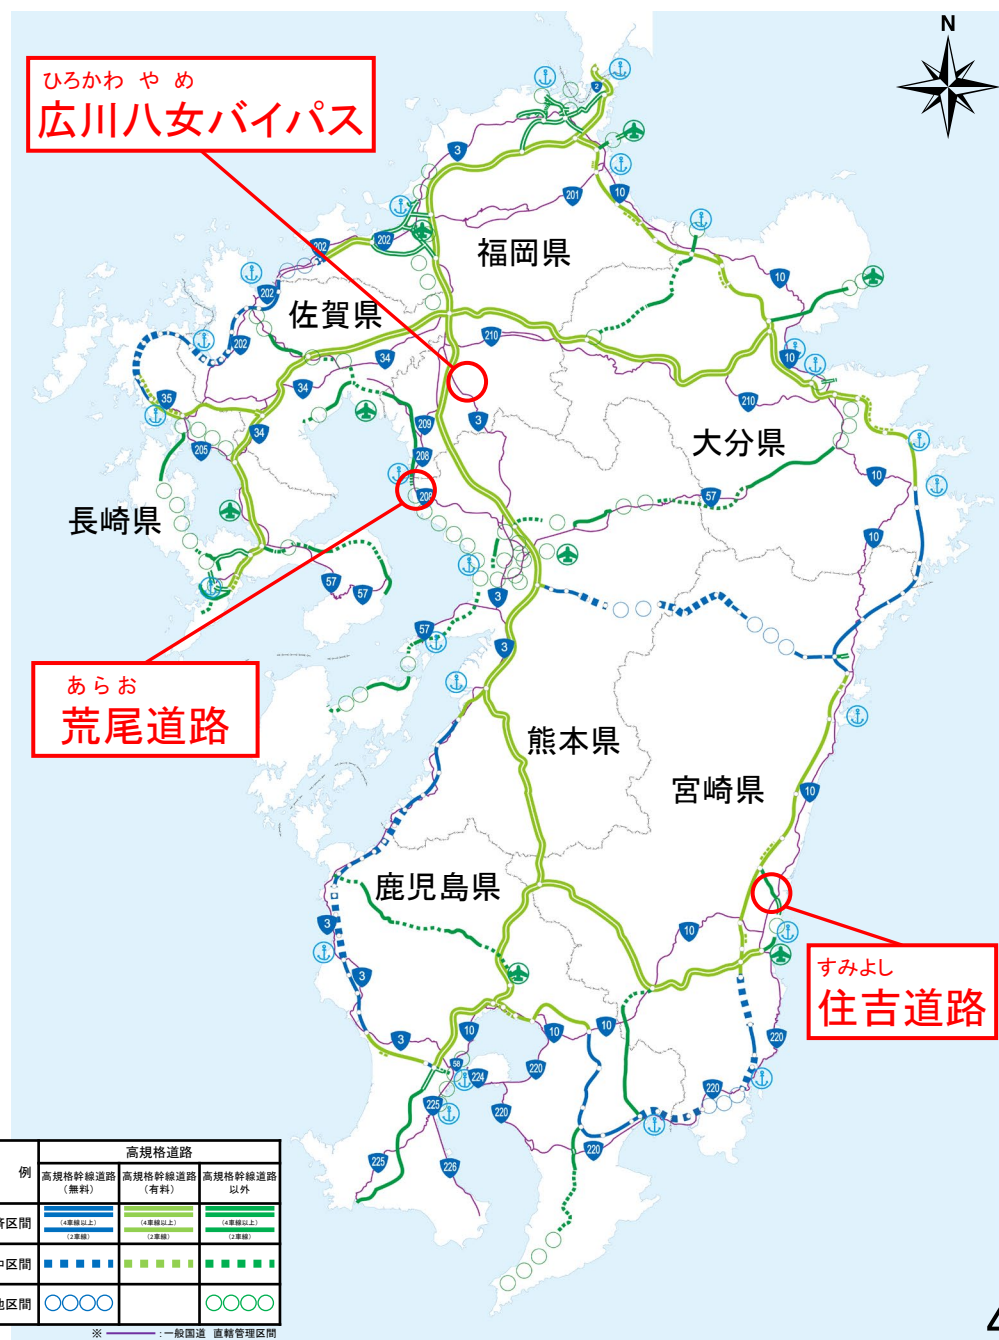 N
ひろかわ や め
広川八女バイパス
2
3
10
201
202
202
202
202
福岡県
佐賀県
10
210
34
34
35
34
205
209
208
208
3
10
210
大分県
10
57
10
長崎県
57
57
57
3
3
あらお
荒尾道路
熊本県
宮崎県
10
鹿児島県
3
3
3
10
すみよし
住吉道路
10
10
10
58
224
220
220
220
220
220
225
225
226
例
高規格道路
高規格幹線道路
(無料)
高規格幹線道路
(有料)
高規格幹線道路
以外
区間
(4車線以上)
(2車線)
(4車線以上)
(2車線)
(4車線以上)
(2車線)
区間
区間
※ :一般国道 直轄管理区間